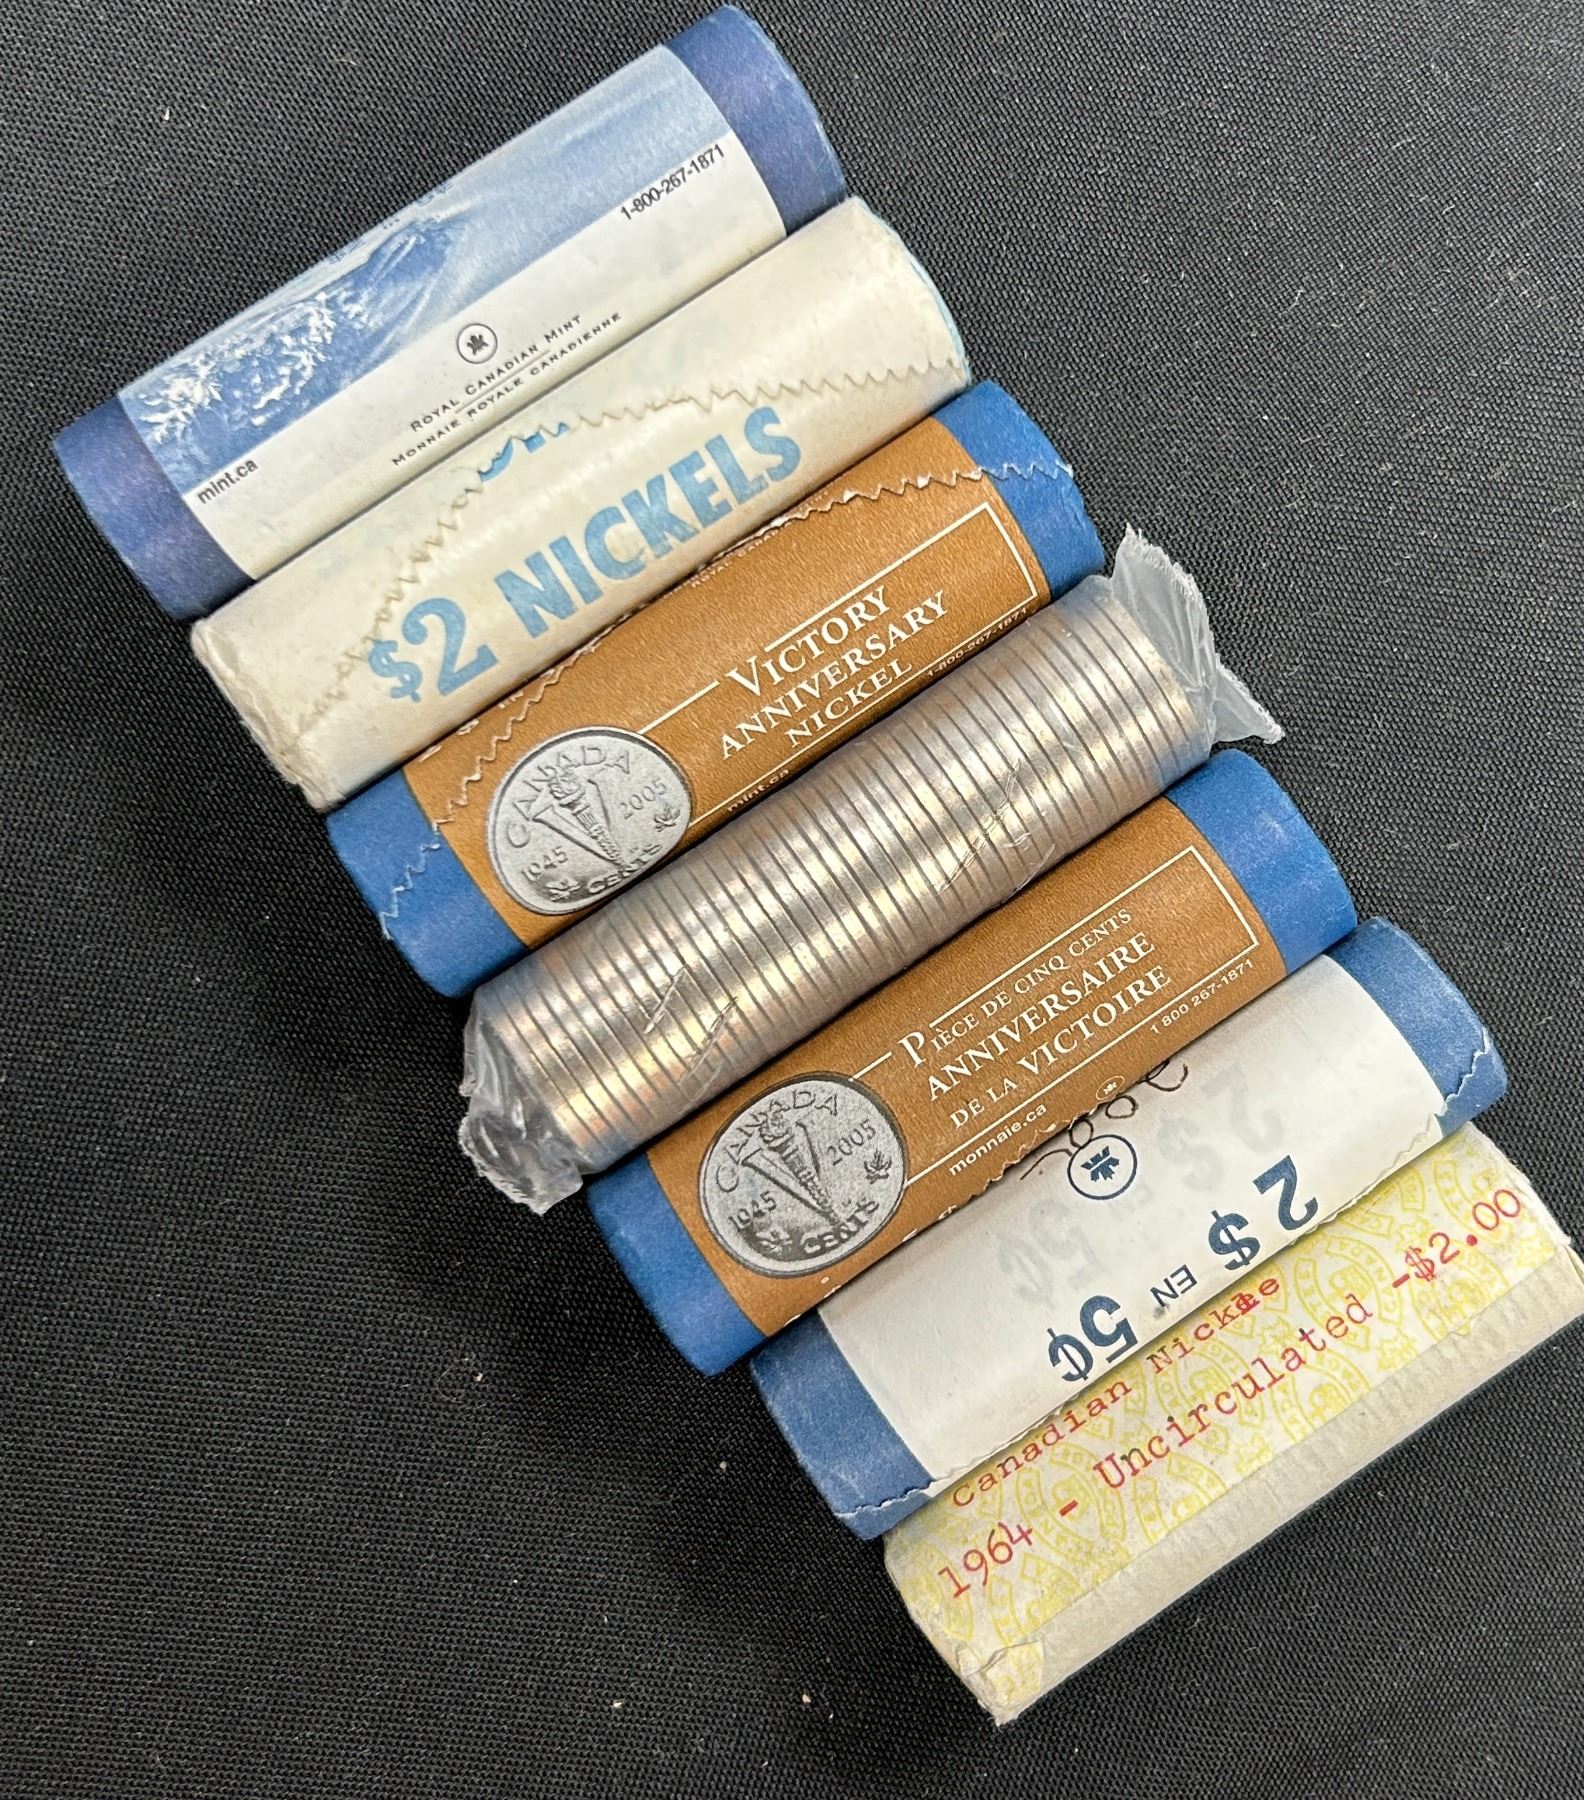 1-800-267-1871
ROYAL CANADIAN MINT
MONNAIE ROYALE CANADIENNE
mint.ca
$2 NICKELS
VICTORY
ANNIVERSARY
NICKEL
1-800-267-1871
mint.ca
CANADA
1945
2005
CENTS
PIÈCE DE CINQ CENTS
ANNIVERSAIRE
DE LA VICTOIRE
1 800 267-1871
monnaie.ca
CANADA
1945
2005
CENTS
2 $ EN 5¢
Canadian Nickle
1964 - Uncirculated -$2.00